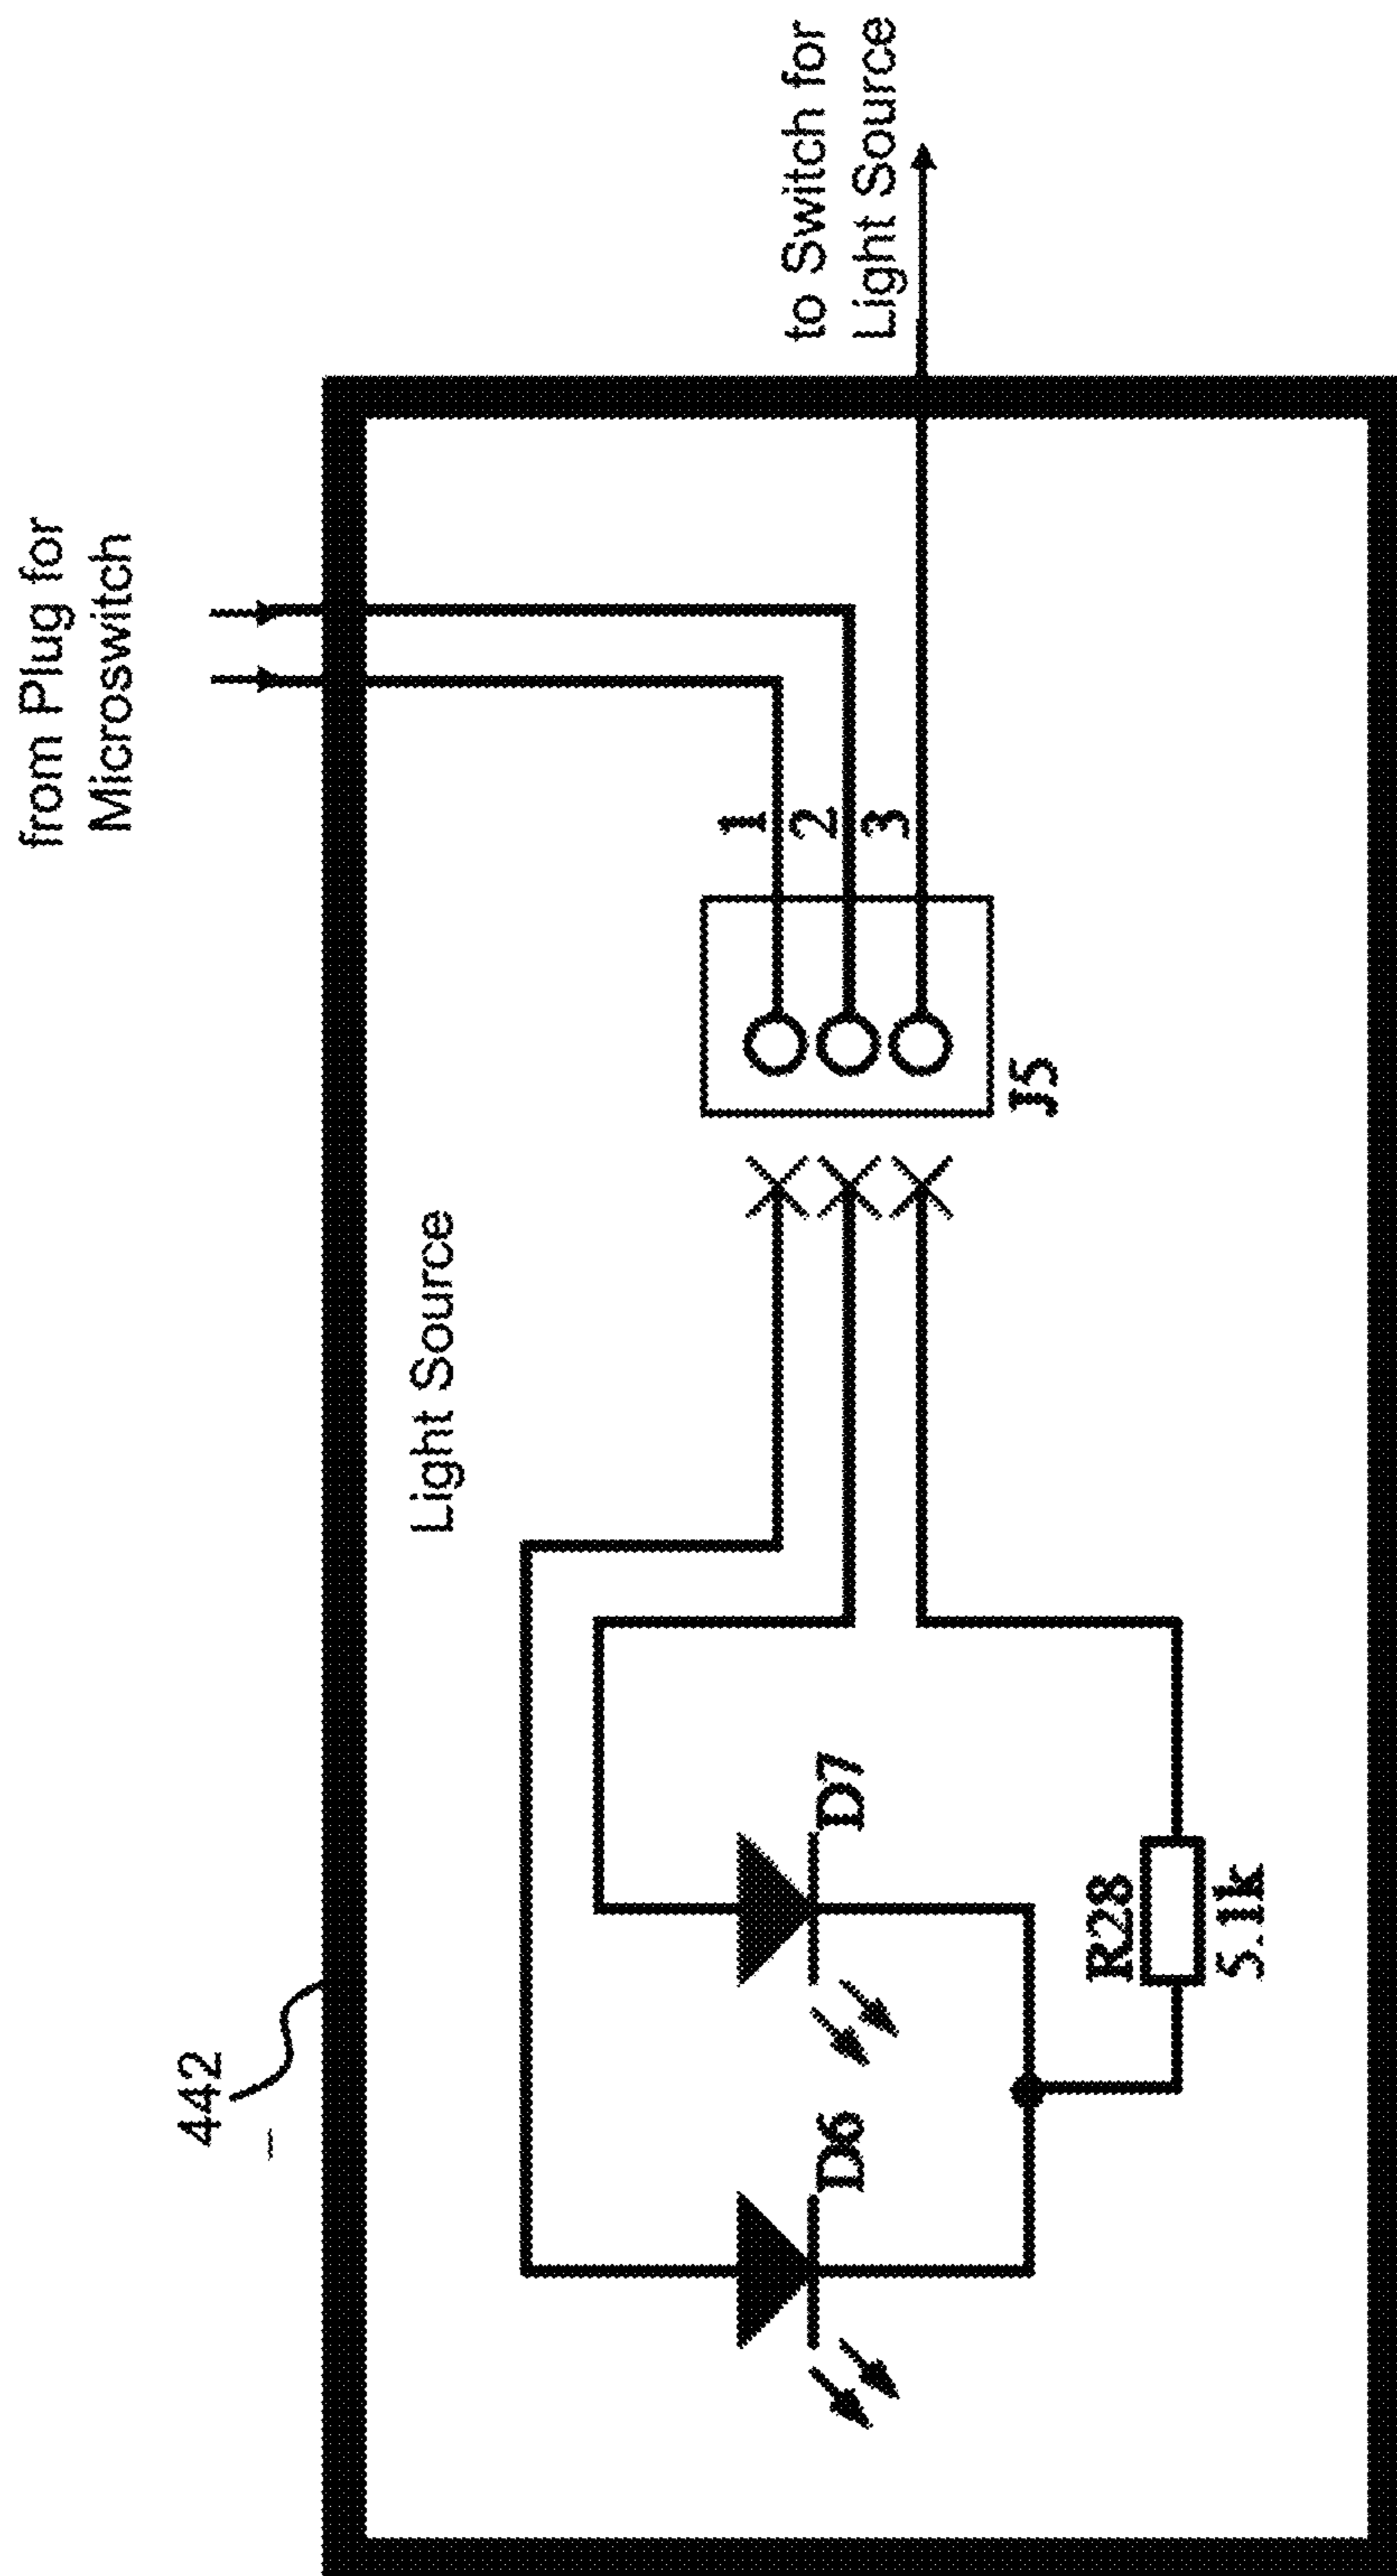 442
from Plug for
Microswitch
Light Source
to Switch for
Light Source
D6
D7
R28
5.1k
J5
1
2
3